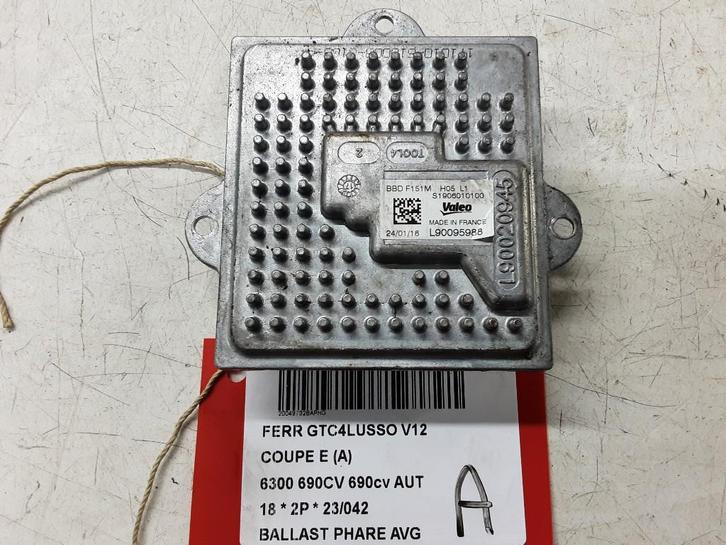 2
TOOL4
BBD F151M H05 L1
S1906010100
Valeo
MADE IN FRANCE
24/01/18 L90095988
L90020945
FERR GTC4LUSSO V12
COUPE E (A)
6300 690CV 690cv AUT
18 * 2P * 23/042
BALLAST PHARE AVG
A